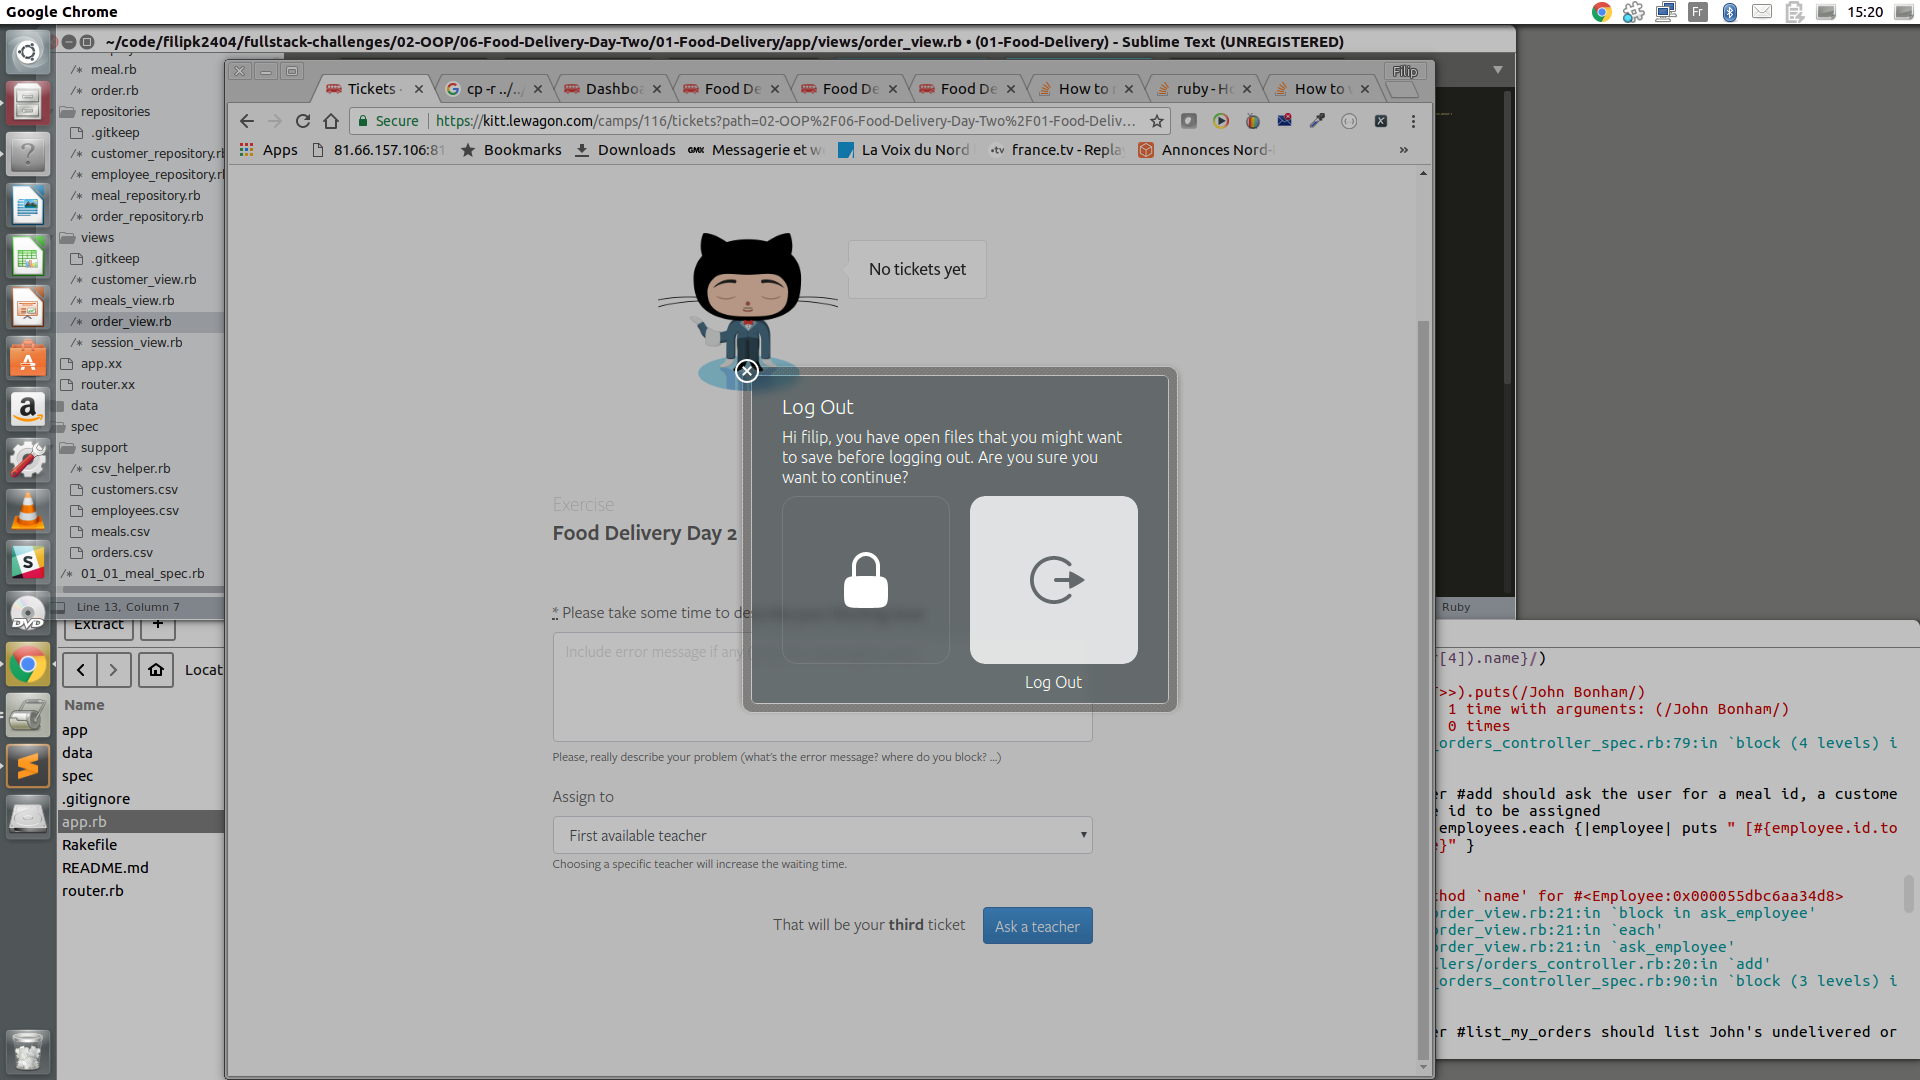 Google Chrome
Fr
15:20
~/code/filipk2404/fullstack-challenges/02-OOP/06-Food-Delivery-Day-Two/01-Food-Delivery/app/views/order_view.rb • (01-Food-Delivery) - Sublime Text (UNREGISTERED)
/* meal.rb
/* order.rb
repositories
.gitkeep
/* customer_repository.rb
/* employee_repository.rb
/* meal_repository.rb
/* order_repository.rb
views
.gitkeep
/* customer_view.rb
/* meals_view.rb
/* order_view.rb
/* session_view.rb
app.xx
router.xx
data
spec
support
/* csv_helper.rb
customers.csv
employees.csv
meals.csv
orders.csv
/* 01_01_meal_spec.rb
Line 13, Column 7
Ruby
Filip
Tickets
cp -r ../../
Dashbo
Food De
Food De
Food De
How to
ruby - Ho
How to
Secure
https://kitt.lewagon.com/camps/116/tickets?path=02-OOP%2F06-Food-Delivery-Day-Two%2F01-Food-Deliv...
Apps
81.66.157.106:81
Bookmarks
Downloads
GMX
Messagerie et w
La Voix du Nord
•tv
france.tv - Repla
Annonces Nord-
»
No tickets yet
Exercise
Food Delivery Day 2
* Please take some time to de
Include error message if any
Please, really describe your problem (what's the error message? where do you block? ...)
Assign to
First available teacher
Choosing a specific teacher will increase the waiting time.
That will be your third ticket
Ask a teacher
Log Out
Hi filip, you have open files that you might want
to save before logging out. Are you sure you
want to continue?
Log Out
Extract
+
Locat
Name
app
data
spec
.gitignore
app.rb
Rakefile
README.md
router.rb
[4]).name}/)
>>).puts(/John Bonham/)
1 time with arguments: (/John Bonham/)
0 times
orders_controller_spec.rb:79:in `block (4 levels) i
er #add should ask the user for a meal id, a custome
e id to be assigned
employees.each {|employee| puts " [#{employee.id.to
e}" }
thod `name' for #<Employee:0x000055dbc6aa34d8>
order_view.rb:21:in `block in ask_employee'
order_view.rb:21:in `each'
order_view.rb:21:in `ask_employee'
llers/orders_controller.rb:20:in `add'
orders_controller_spec.rb:90:in `block (3 levels) i
er #list_my_orders should list John's undelivered or